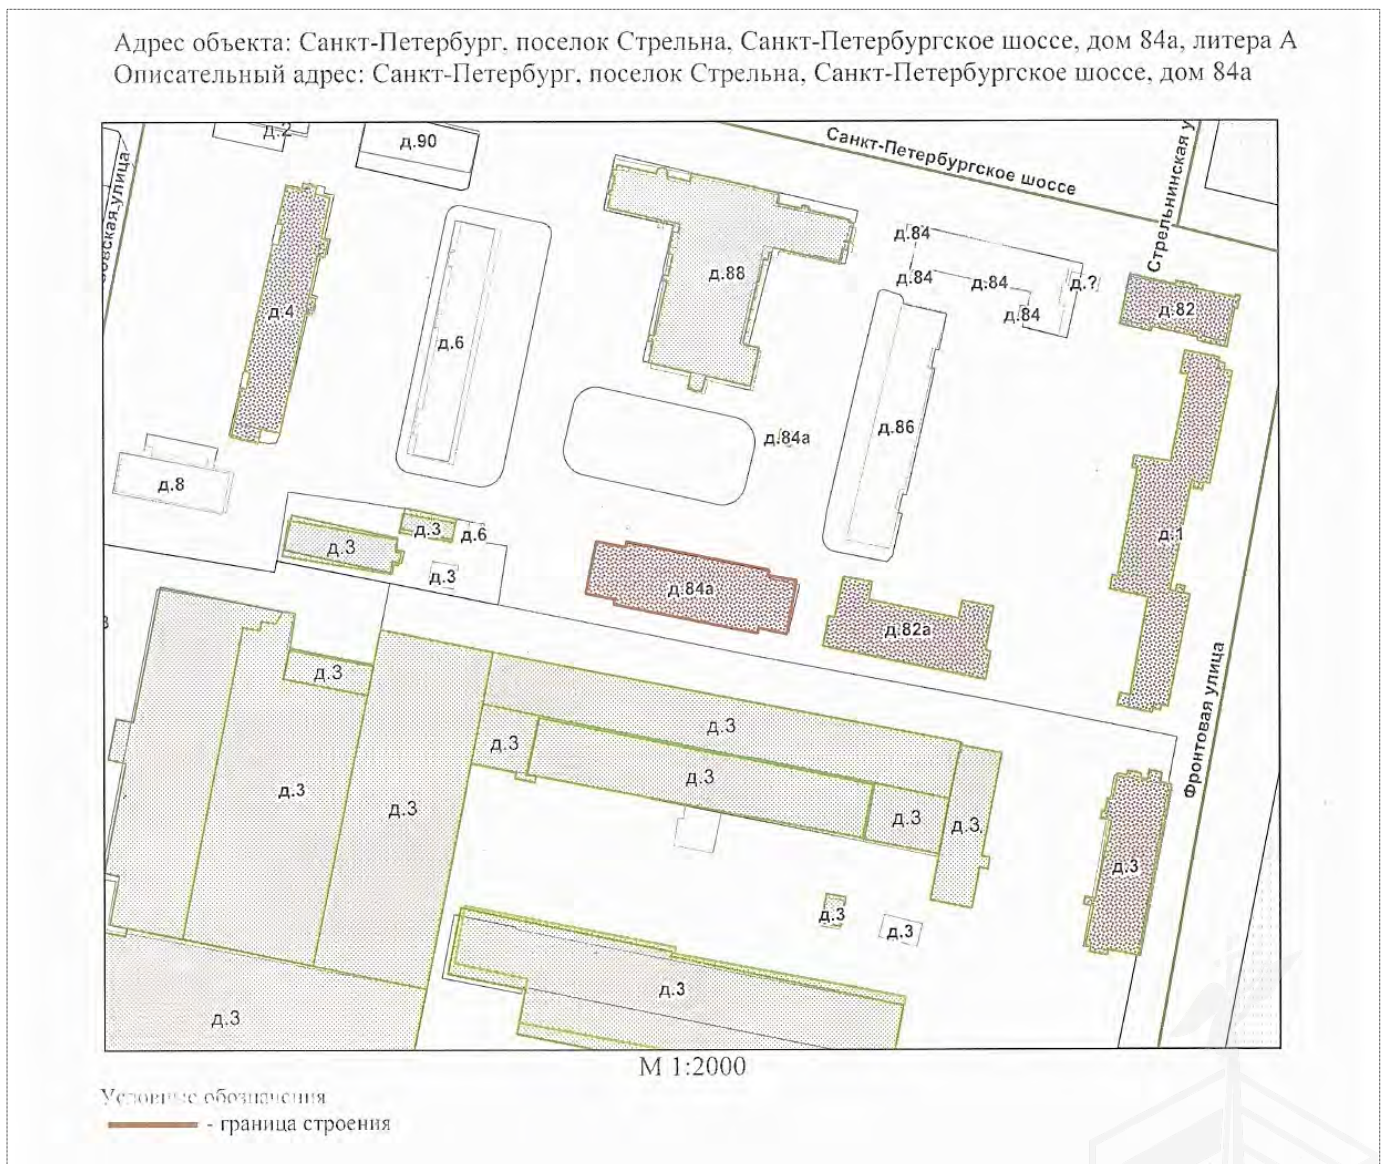 Адрес объекта: Санкт-Петербург, поселок Стрельна, Санкт-Петербургское шоссе, дом 84а, литера А
Описательный адрес: Санкт-Петербург, поселок Стрельна, Санкт-Петербургское шоссе, дом 84а
д.2
д.90
Санкт-Петербургское шоссе
Стрельнинская у
овская улица
д.84
д.88
д.84
д.84
д.?
д.4
д.84
д.82
д.6
д.84а
д.86
д.8
д.3
д.6
д.3
д.1
д.3
д.84а
д.82а
д.3
д.3
д.3
д.3
Фронтовая улица
д.3
д.3
д.3
д.3.
д.3
д.3
д.3
д.3
д.3
М 1:2000
Условные обозначения
- граница строения